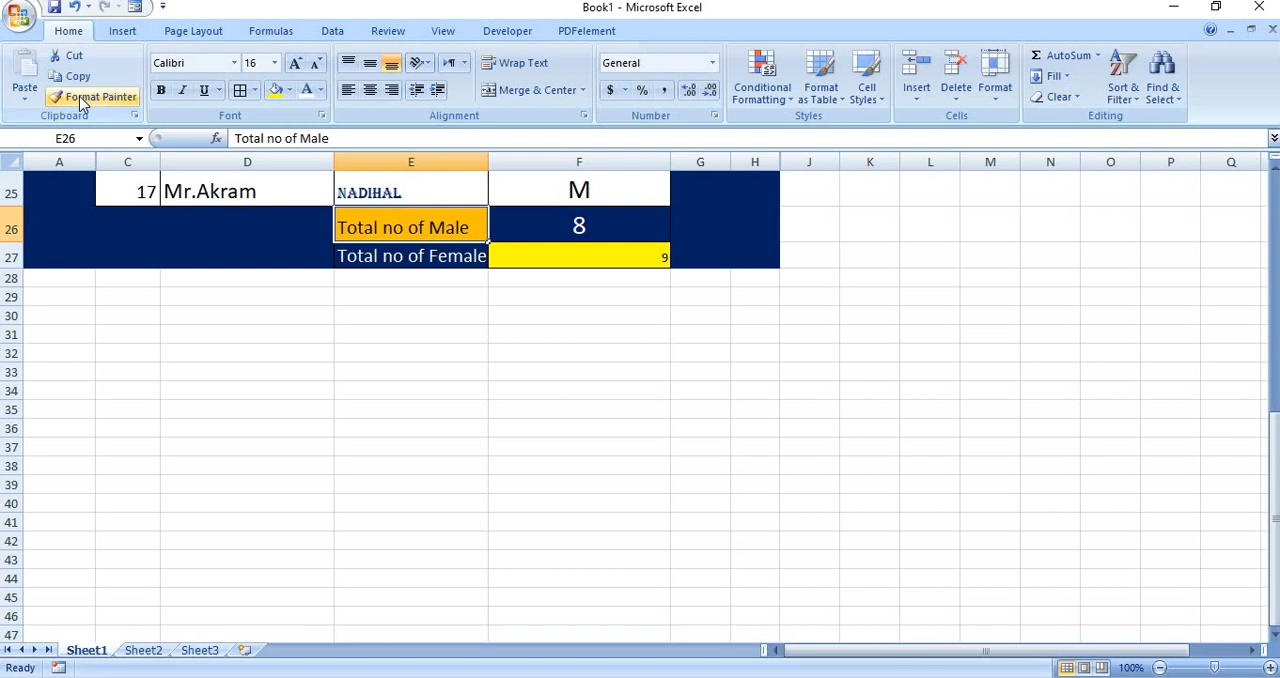 Book1 - Microsoft Excel
Home Insert Page Layout Formulas Data Review View Developer PDFelement
Paste Cut Copy Format Painter Clipboard
Calibri 16 A A B I U A Font
Wrap Text Merge & Center Alignment
General $ % , Number
Conditional Formatting Format as Table Cell Styles Styles
Insert Delete Format Cells
Σ AutoSum Fill Clear Sort & Filter Find & Select Editing
E26 fx Total no of Male
A C D E F G H J K L M N O P Q
25 17 Mr.Akram NADIHAL M
26 Total no of Male 8
27 Total no of Female 9
28
29
30
31
32
33
34
35
36
37
38
39
40
41
42
43
44
45
46
47
Sheet1 Sheet2 Sheet3
Ready 100%